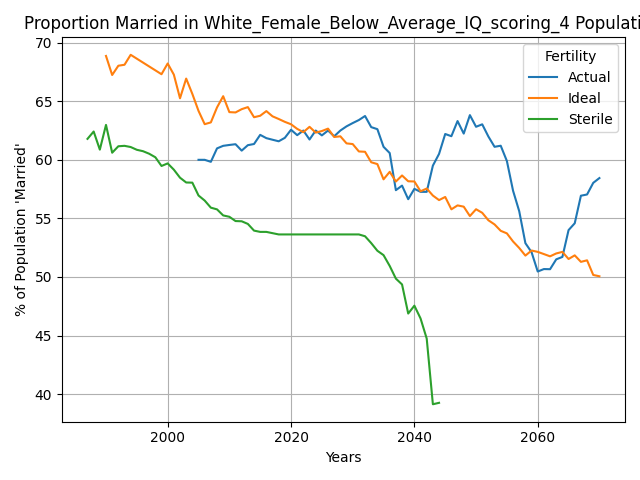 Proportion Married in White_Female_Below_Average_IQ_scoring_4 Populati
% of Population 'Married'
70
65
60
55
50
45
40
2000 2020 2040 2060
Years
Fertility
Actual
Ideal
Sterile